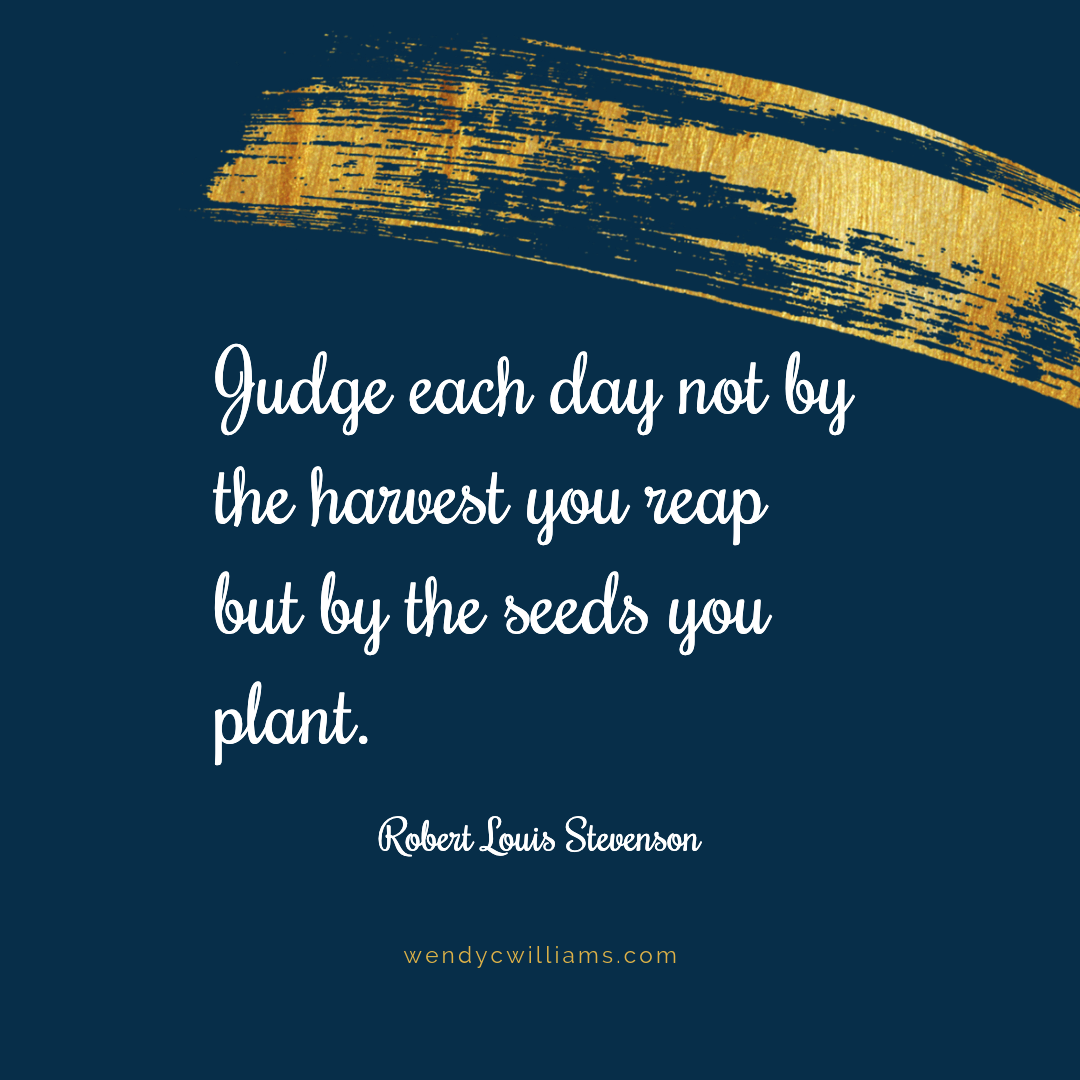 Judge each day not by
the harvest you reap
but by the seeds you
plant.
Robert Louis Stevenson
wendycwilliams.com